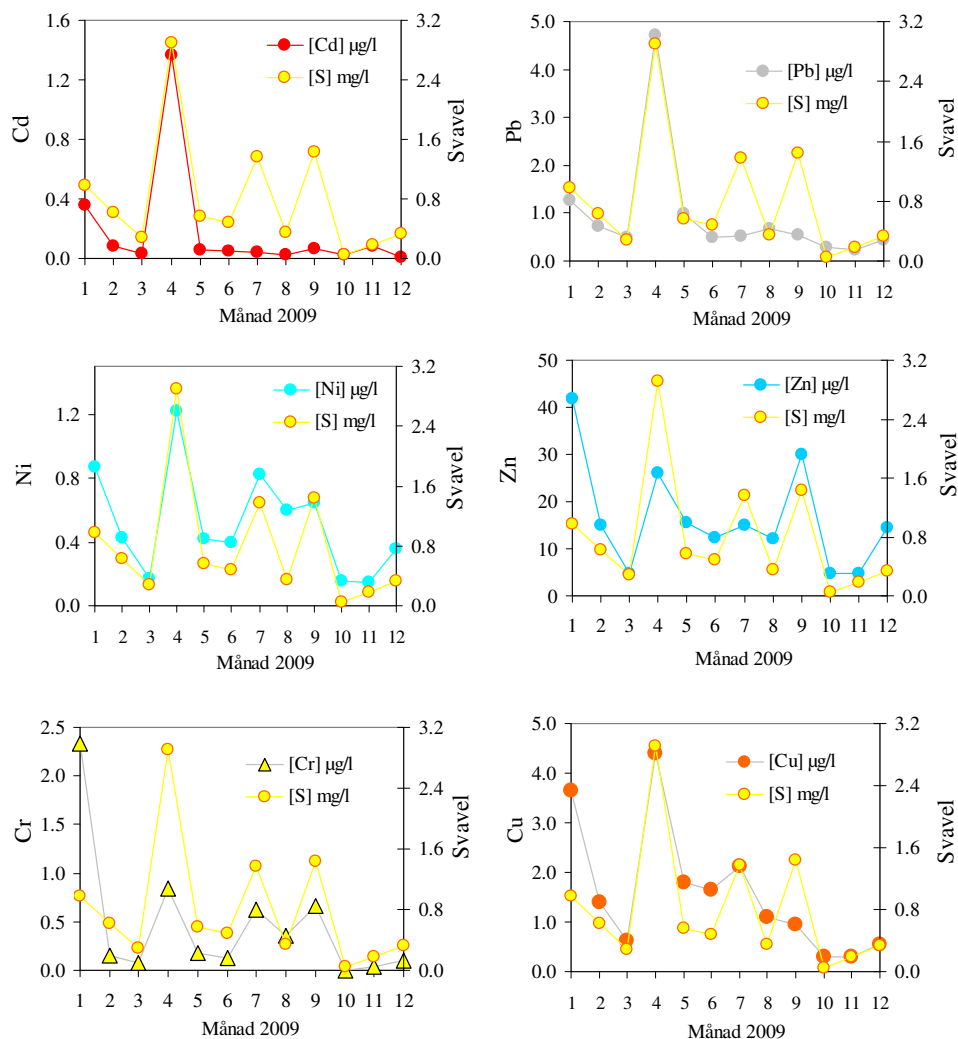 1.6
1.2
0.8
0.4
0.0
Cd
3.2
2.4
1.6
0.8
0.0
Svavel
[Cd] µg/l
[S] mg/l
1 2 3 4 5 6 7 8 9 10 11 12
Månad 2009
5.0
4.0
3.0
2.0
1.0
0.0
Pb
3.2
2.4
1.6
0.8
0.0
Svavel
[Pb] µg/l
[S] mg/l
1 2 3 4 5 6 7 8 9 10 11 12
Månad 2009
1.2
0.8
0.4
0.0
Ni
3.2
2.4
1.6
0.8
0.0
Svavel
[Ni] µg/l
[S] mg/l
1 2 3 4 5 6 7 8 9 10 11 12
Månad 2009
50
40
30
20
10
0
Zn
3.2
2.4
1.6
0.8
0.0
Svavel
[Zn] µg/l
[S] mg/l
1 2 3 4 5 6 7 8 9 10 11 12
Månad 2009
2.5
2.0
1.5
1.0
0.5
0.0
Cr
3.2
2.4
1.6
0.8
0.0
Svavel
[Cr] µg/l
[S] mg/l
1 2 3 4 5 6 7 8 9 10 11 12
Månad 2009
5.0
4.0
3.0
2.0
1.0
0.0
Cu
3.2
2.4
1.6
0.8
0.0
Svavel
[Cu] µg/l
[S] mg/l
1 2 3 4 5 6 7 8 9 10 11 12
Månad 2009